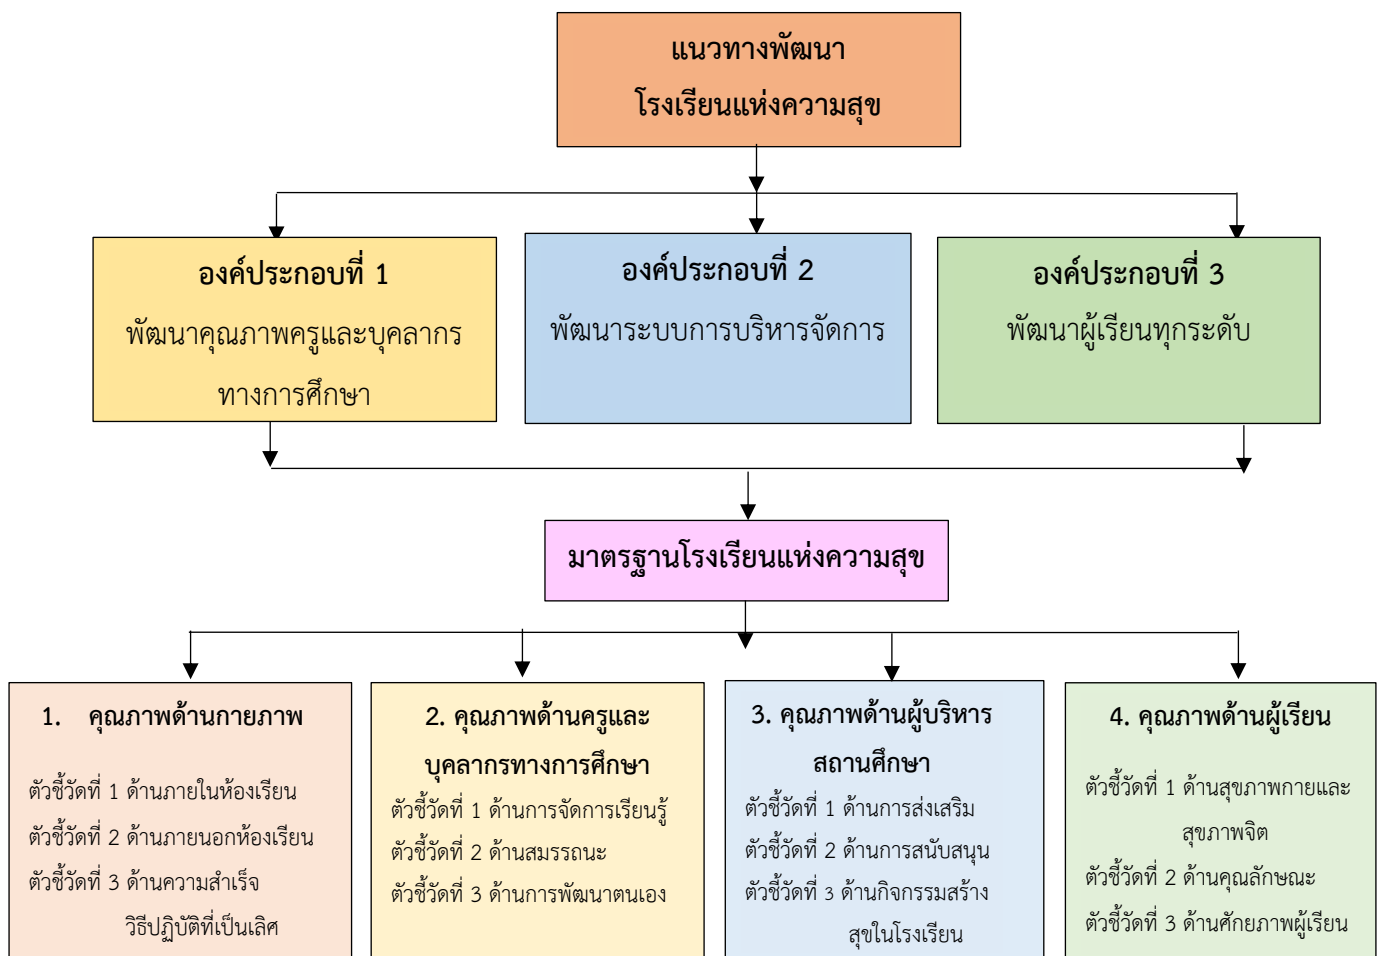 แนวทางพัฒนา
โรงเรียนแห่งความสุข
องค์ประกอบที่ 1
พัฒนาคุณภาพครูและบุคลากร
ทางการศึกษา
องค์ประกอบที่ 2
พัฒนาระบบการบริหารจัดการ
องค์ประกอบที่ 3
พัฒนาผู้เรียนทุกระดับ
มาตรฐานโรงเรียนแห่งความสุข
1. คุณภาพด้านกายภาพ
ตัวชี้วัดที่ 1 ด้านภายในห้องเรียน
ตัวชี้วัดที่ 2 ด้านภายนอกห้องเรียน
ตัวชี้วัดที่ 3 ด้านความสำเร็จ
วิธีปฏิบัติที่เป็นเลิศ
2. คุณภาพด้านครูและ
บุคลากรทางการศึกษา
ตัวชี้วัดที่ 1 ด้านการจัดการเรียนรู้
ตัวชี้วัดที่ 2 ด้านสมรรถนะ
ตัวชี้วัดที่ 3 ด้านการพัฒนาตนเอง
3. คุณภาพด้านผู้บริหาร
สถานศึกษา
ตัวชี้วัดที่ 1 ด้านการส่งเสริม
ตัวชี้วัดที่ 2 ด้านการสนับสนุน
ตัวชี้วัดที่ 3 ด้านกิจกรรมสร้าง
สุขในโรงเรียน
4. คุณภาพด้านผู้เรียน
ตัวชี้วัดที่ 1 ด้านสุขภาพกายและ
สุขภาพจิต
ตัวชี้วัดที่ 2 ด้านคุณลักษณะ
ตัวชี้วัดที่ 3 ด้านศักยภาพผู้เรียน